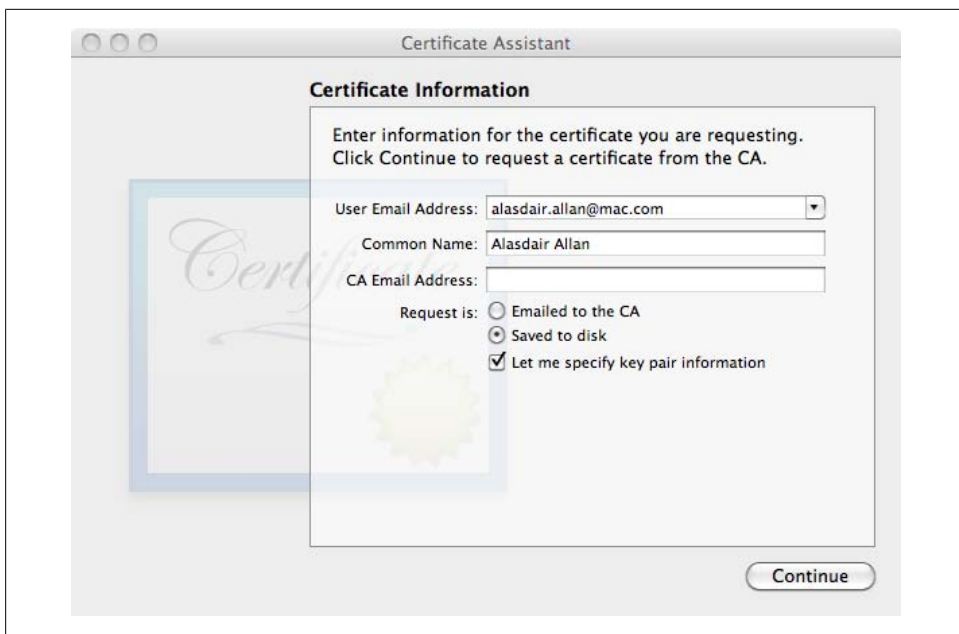 Certificate Assistant
Certificate Information
Enter information for the certificate you are requesting.
Click Continue to request a certificate from the CA.
Certificate
User Email Address: alasdair.allan@mac.com
Common Name: Alasdair Allan
CA Email Address:
Request is: Emailed to the CA
Saved to disk
Let me specify key pair information
Continue